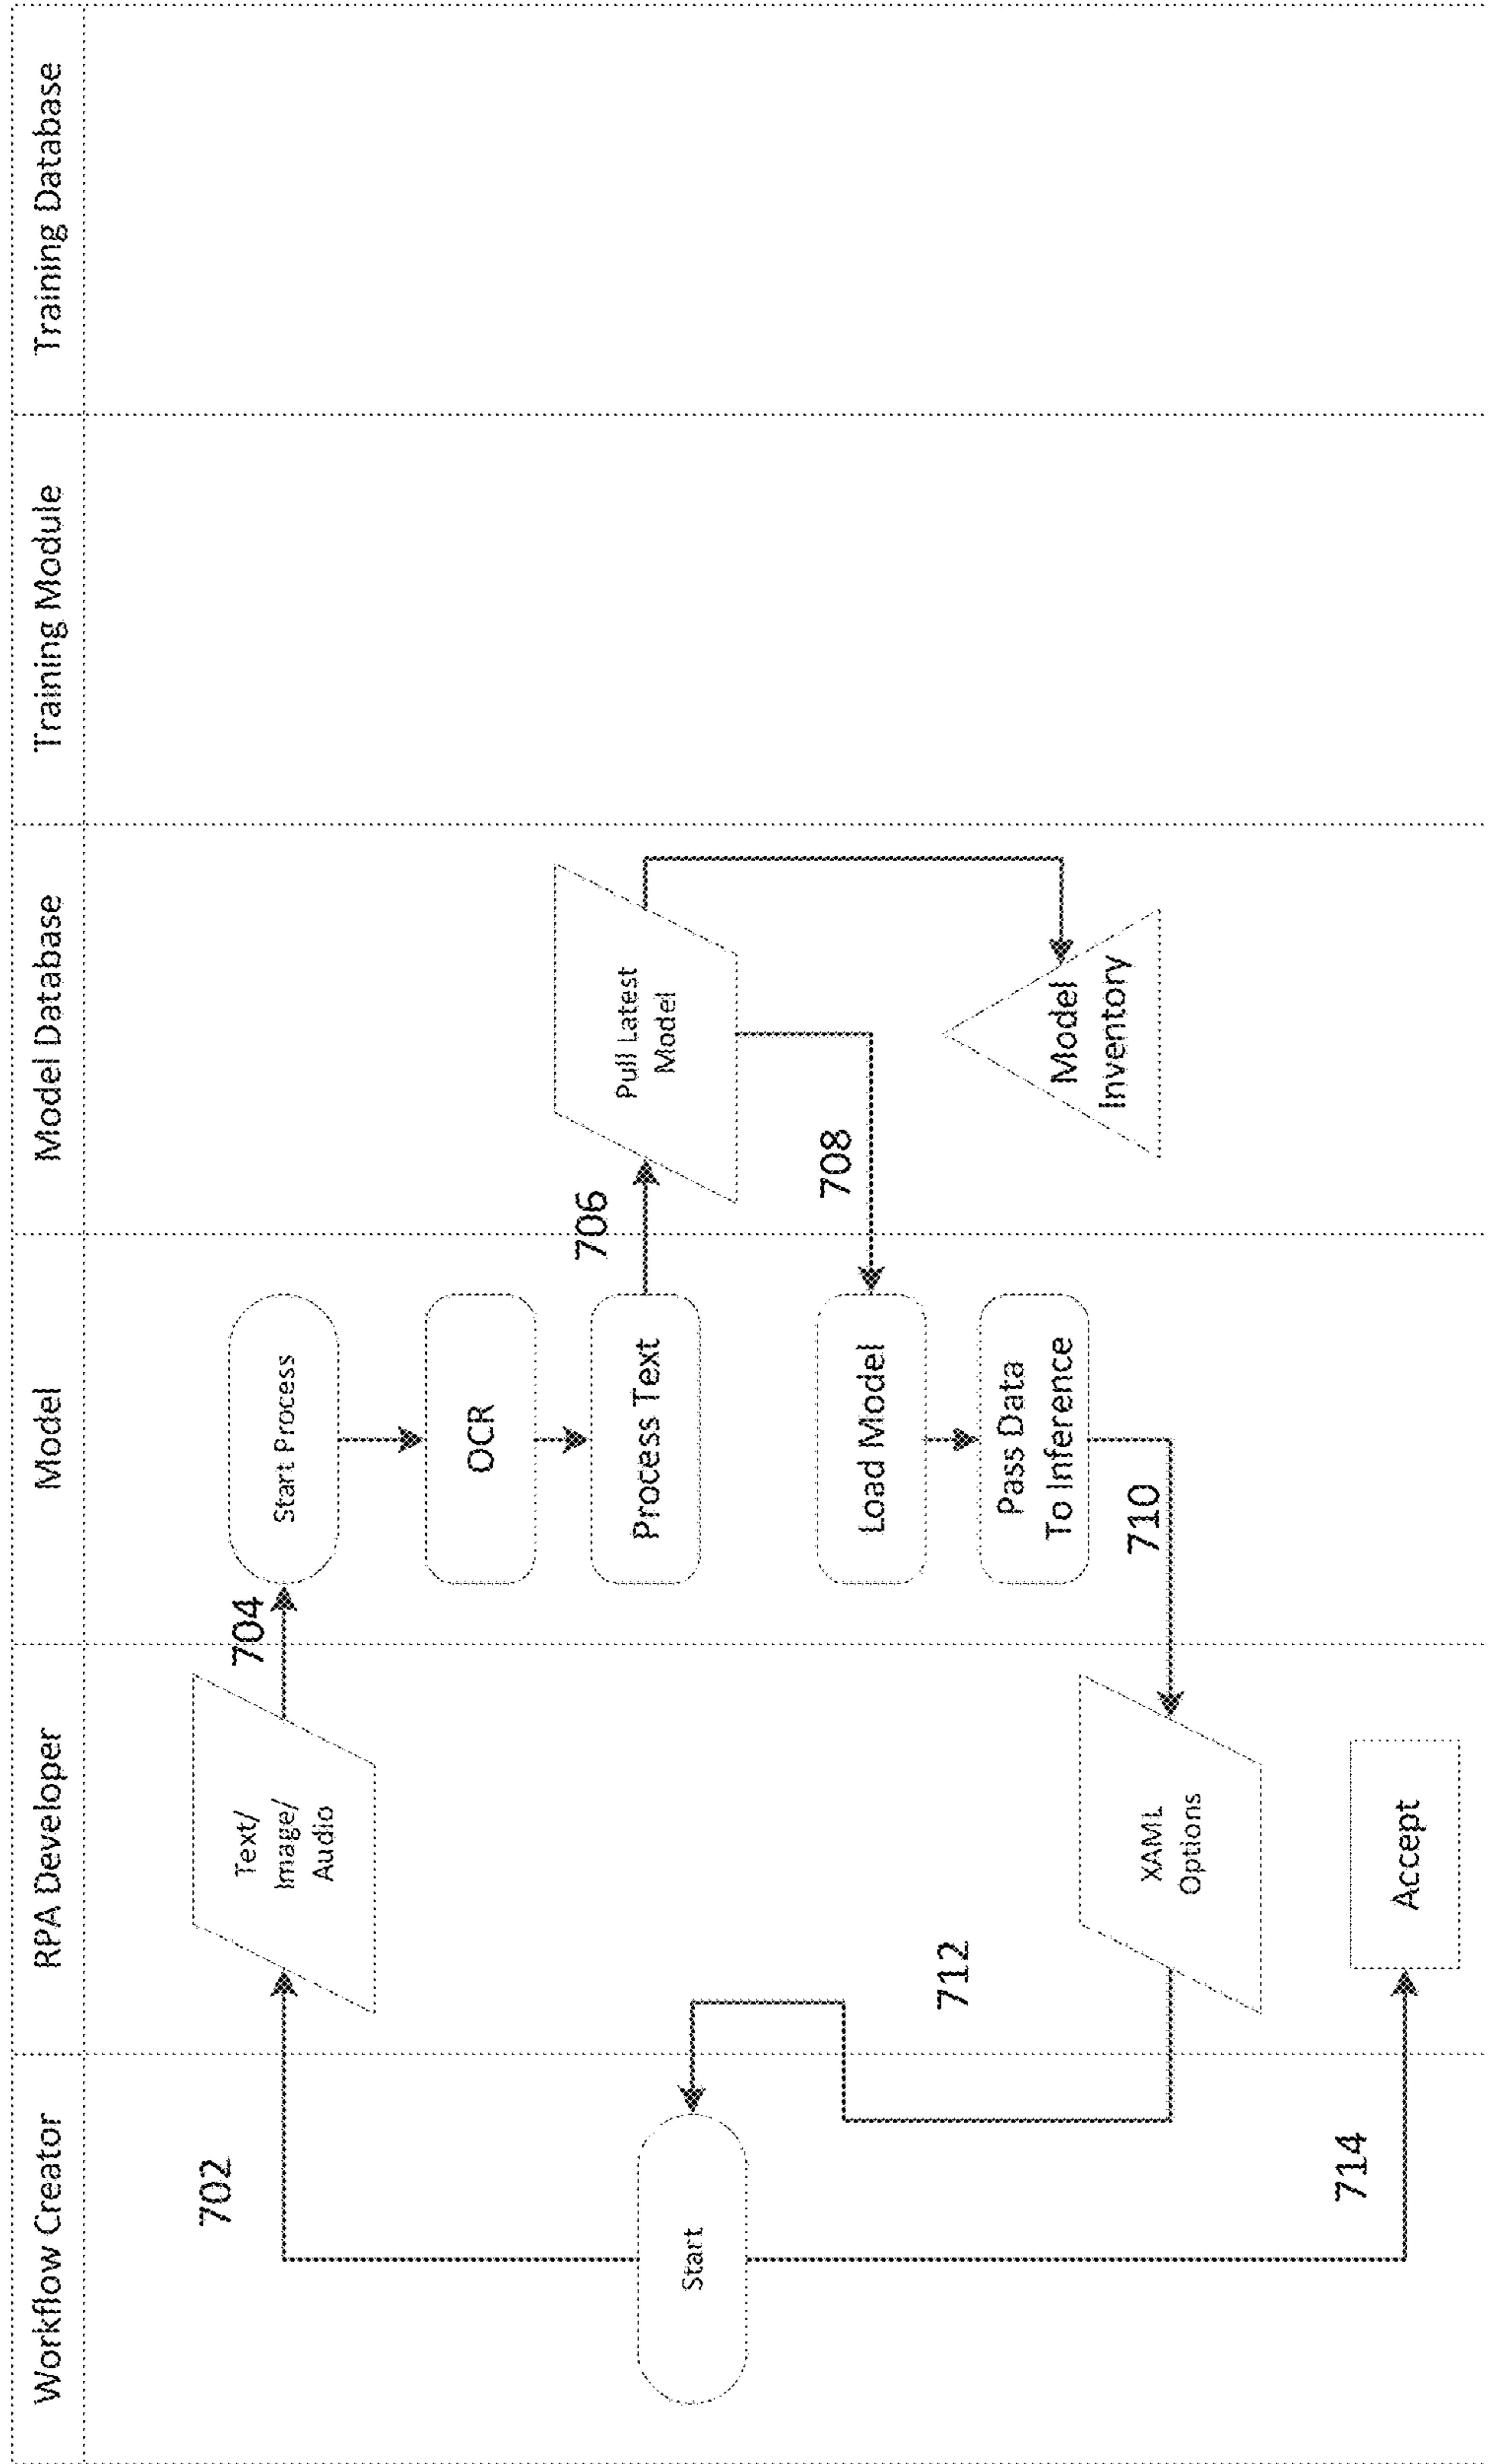 Workflow Creator
RPA Developer
Model
Model Database
Training Module
Training Database
702
Text/
Image/
Audio
704
Start Process
OCR
Process Text
706
Pull Latest
Model
Start
708
Load Model
Pass Data
To Inference
Model
Inventory
710
712
XAML
Options
714
Accept